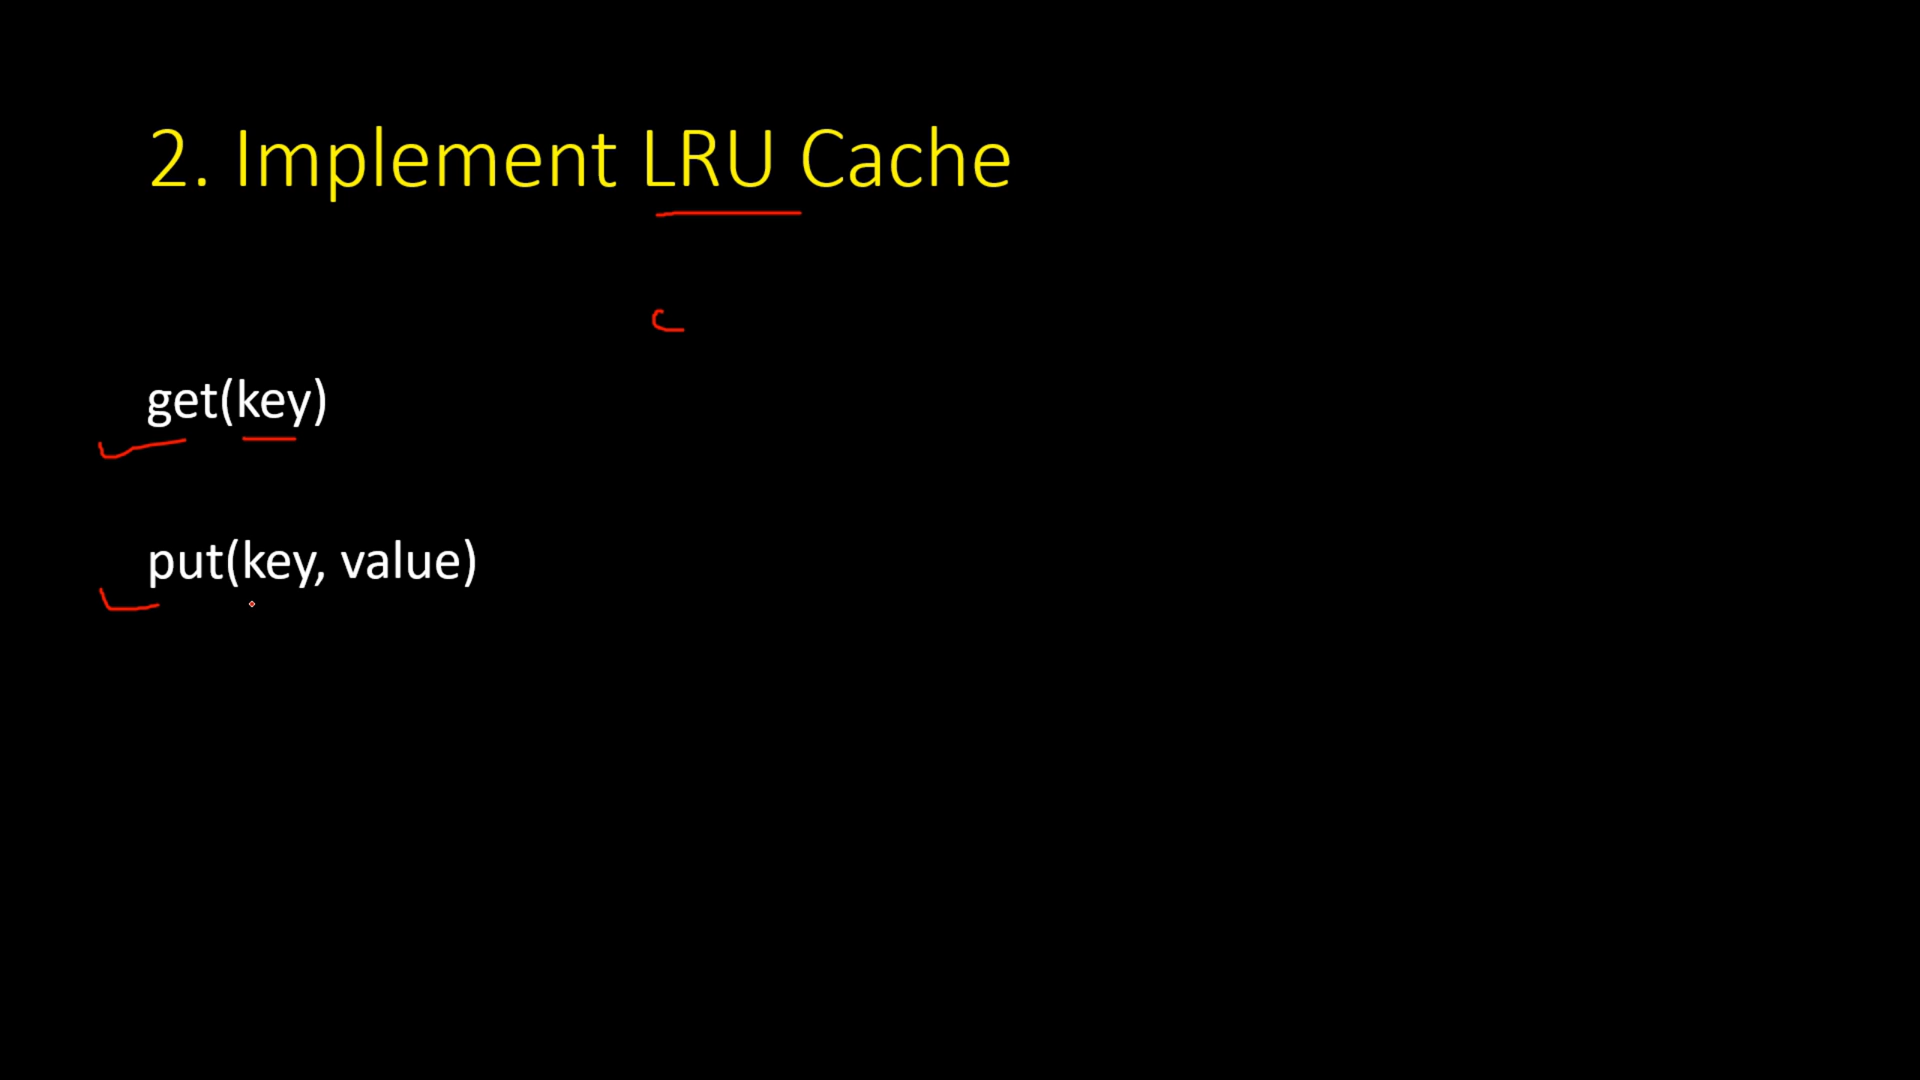 2. Implement LRU Cache
get(key)
put(key, value)